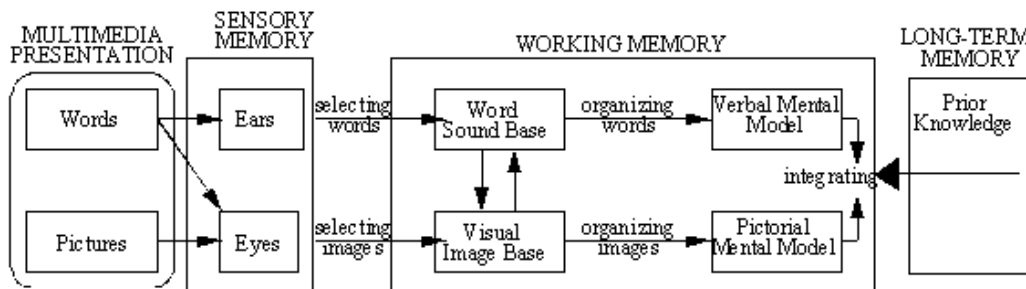 MULTIMEDIA
PRESENTATION
SENSORY
MEMORY
WORKING MEMORY
LONG-TERM
MEMORY
Words
Ears
selecting
words
Word
Sound Base
organizing
words
Verbal Mental
Model
Prior
Knowledge
integrating
Pictures
Eyes
selecting
images
Visual
Image Base
organizing
images
Pictorial
Mental Model